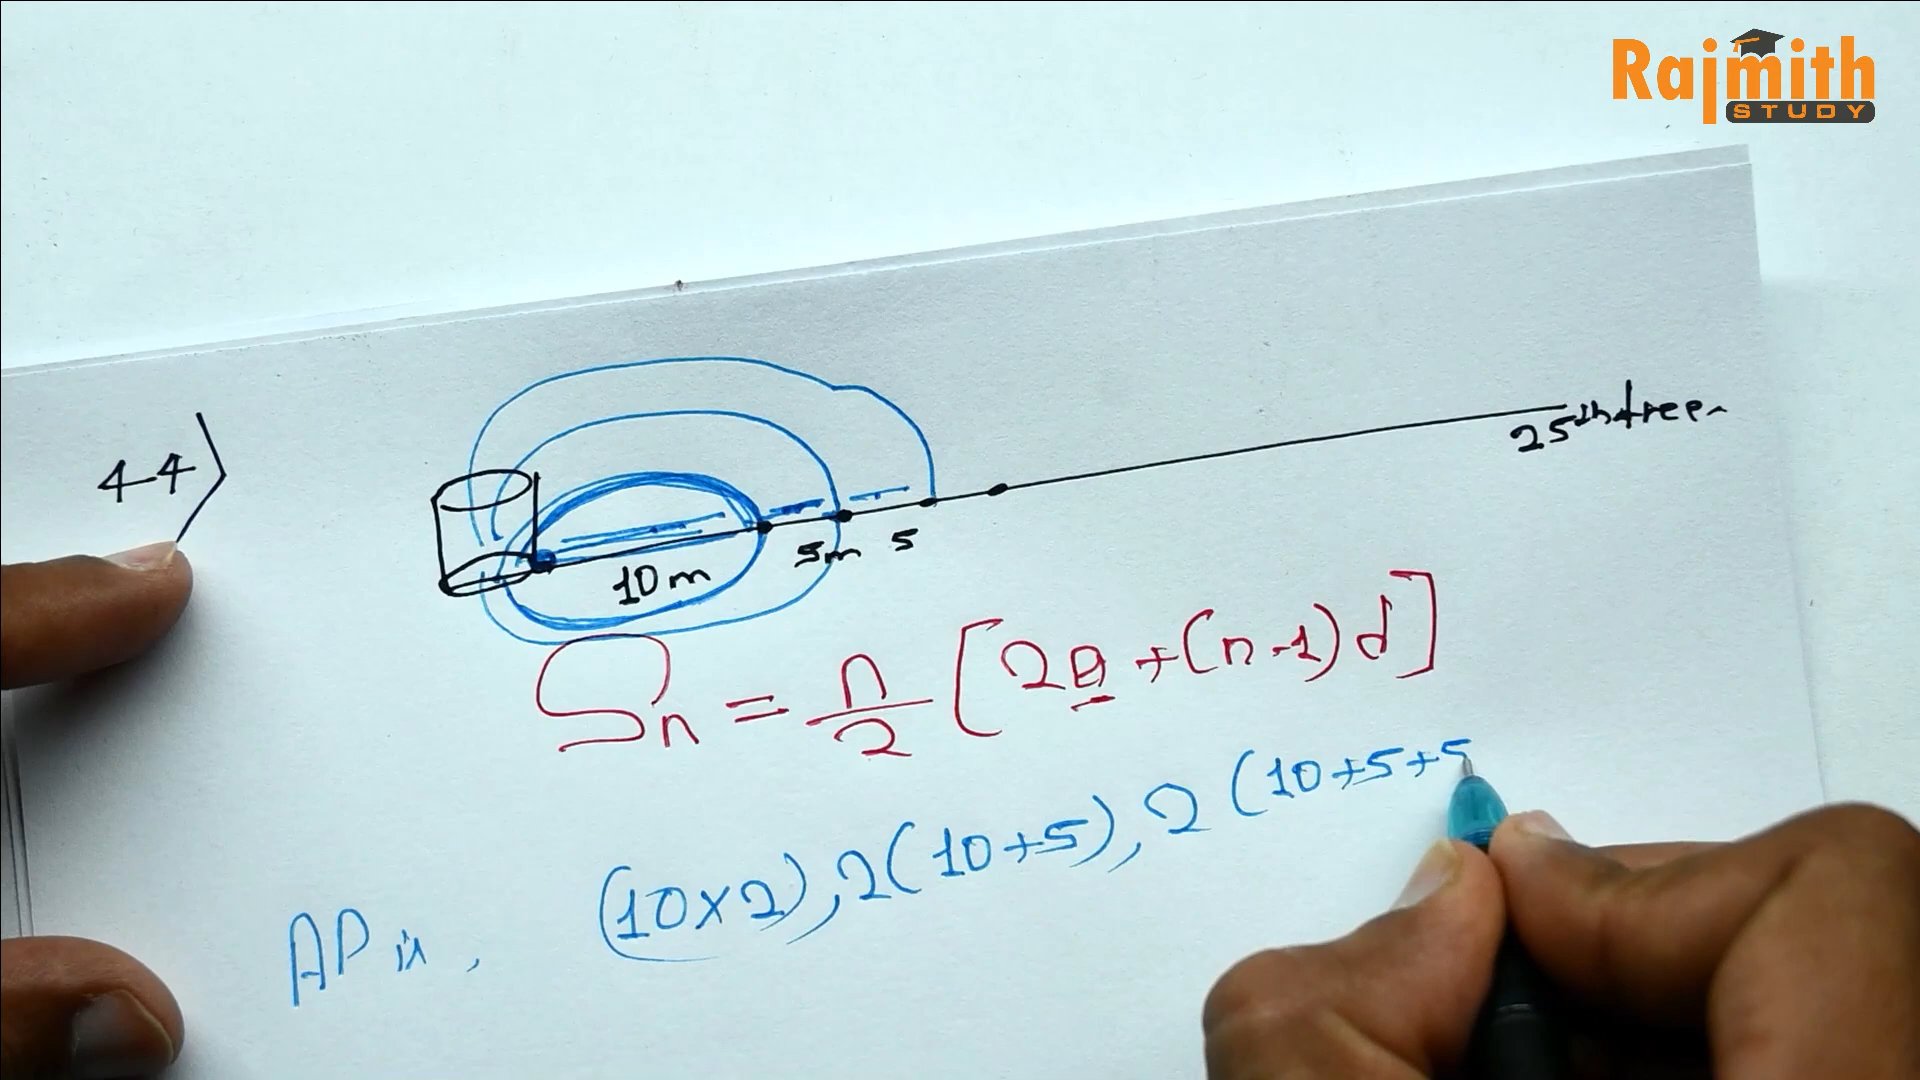 Rajmith
STUDY
44)
25th tree
10m 5m 5
Sn = n/2 [2a + (n-1) d]
AP is, (10×2), 2(10+5), 2(10+5+5